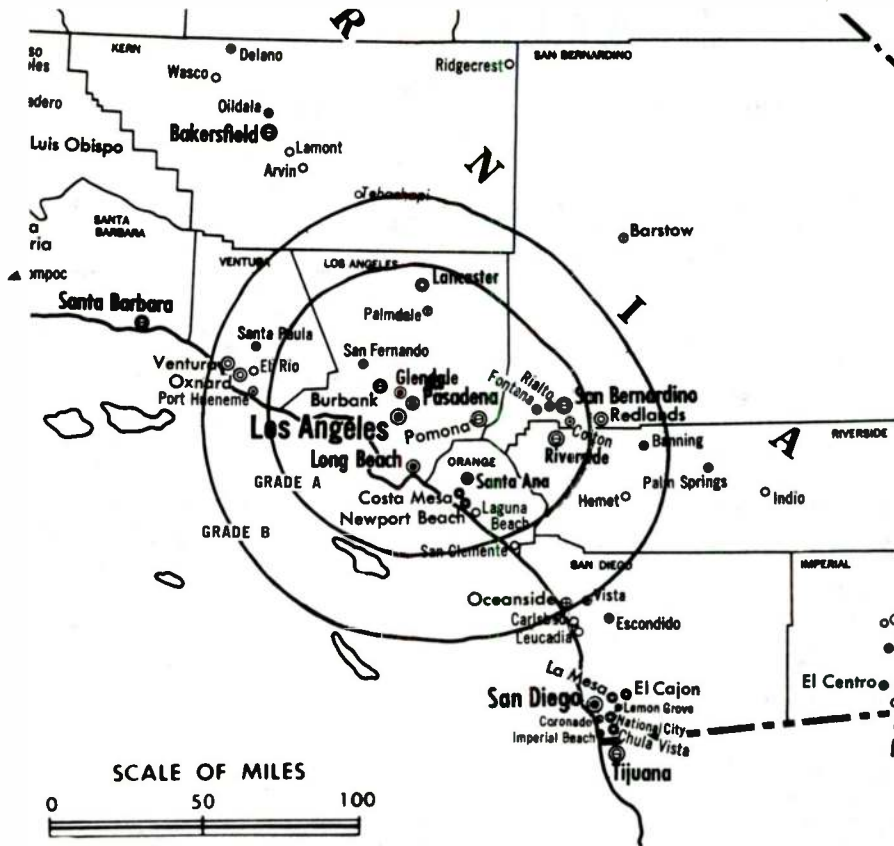 R
KERN
Delano
SAN BERNARDINO
Ridgecrest
Wasco
Oildala
Bakersfield
Luis Obispo
Lamont
Arvin
N
Tehachapi
SANTA
BARBARA
Barstow
VENTURA
LOS ANGELES
Lancaster
Santa Barbara
Palmdale
I
Santa Paula
San Fernando
Ventura
El Rio
Oxnard
Port Hueneme
Burbank
Glendale
Pasadena
Los Angeles
Pomona
Fontana
Rialto
San Bernardino
Redlands
Colton
Riverside
Banning
A
RIVERSIDE
Long Beach
ORANGE
Santa Ana
GRADE A
Costa Mesa
Newport Beach
Laguna
Beach
Hemet
Palm Springs
Indio
GRADE B
San Clemente
SAN DIEGO
IMPERIAL
Oceanside
Vista
Carlsbad
Leucadia
Escondido
La Mesa
El Cajon
El Centro
San Diego
Lemon Grove
Coronado
National City
Imperial Beach
Chula Vista
Tijuana
SCALE OF MILES
0 50 100